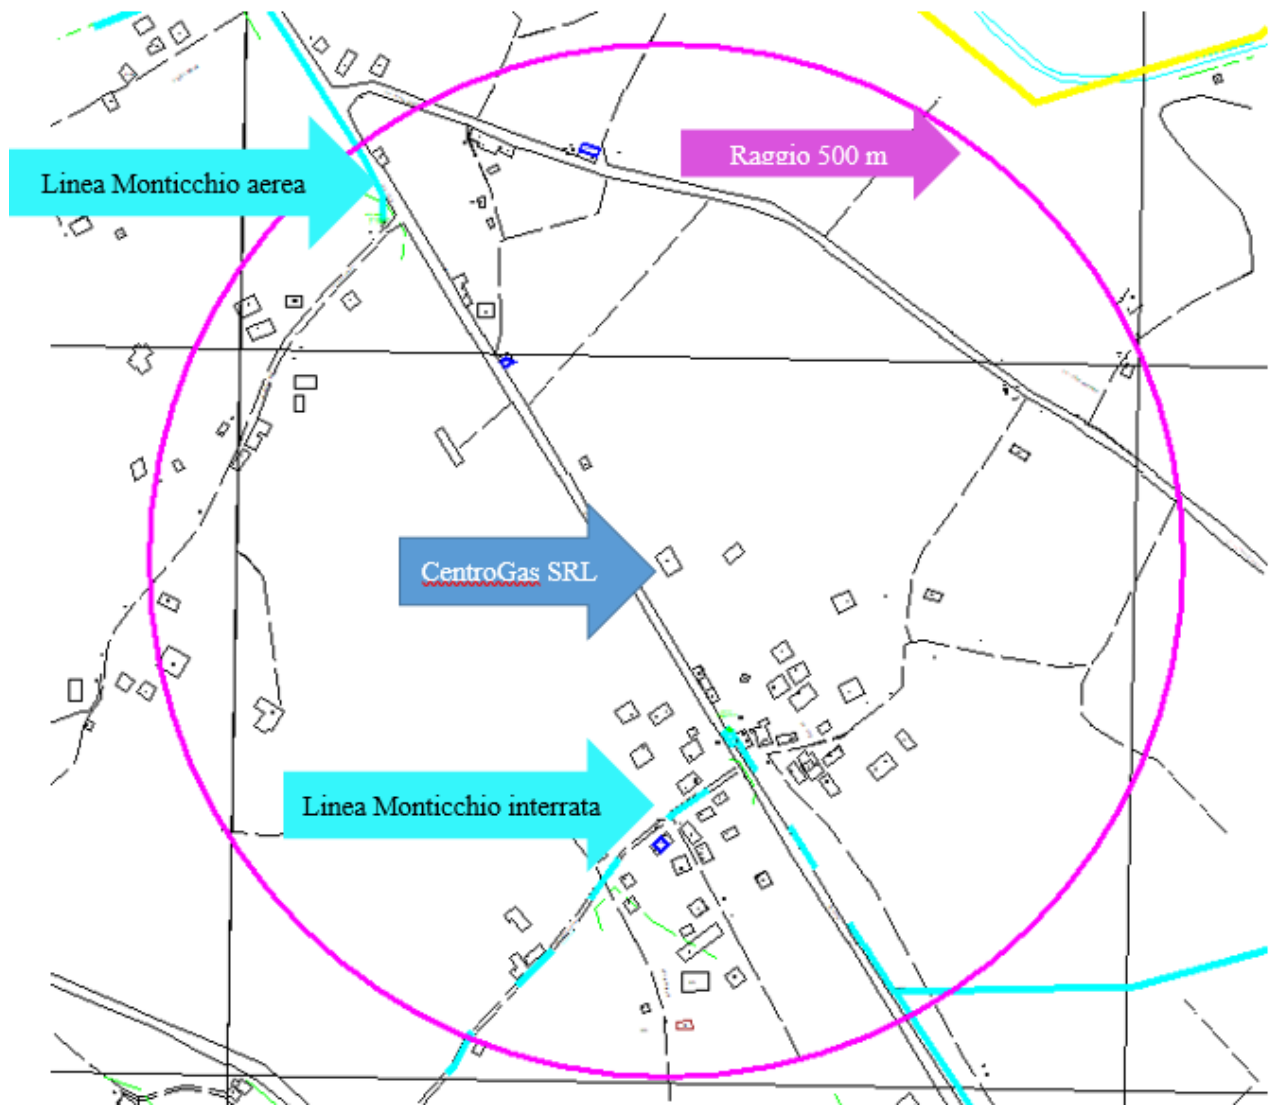 Raggio 500 m
Linea Monticchio aerea
CentroGas SRL
Linea Monticchio interrata